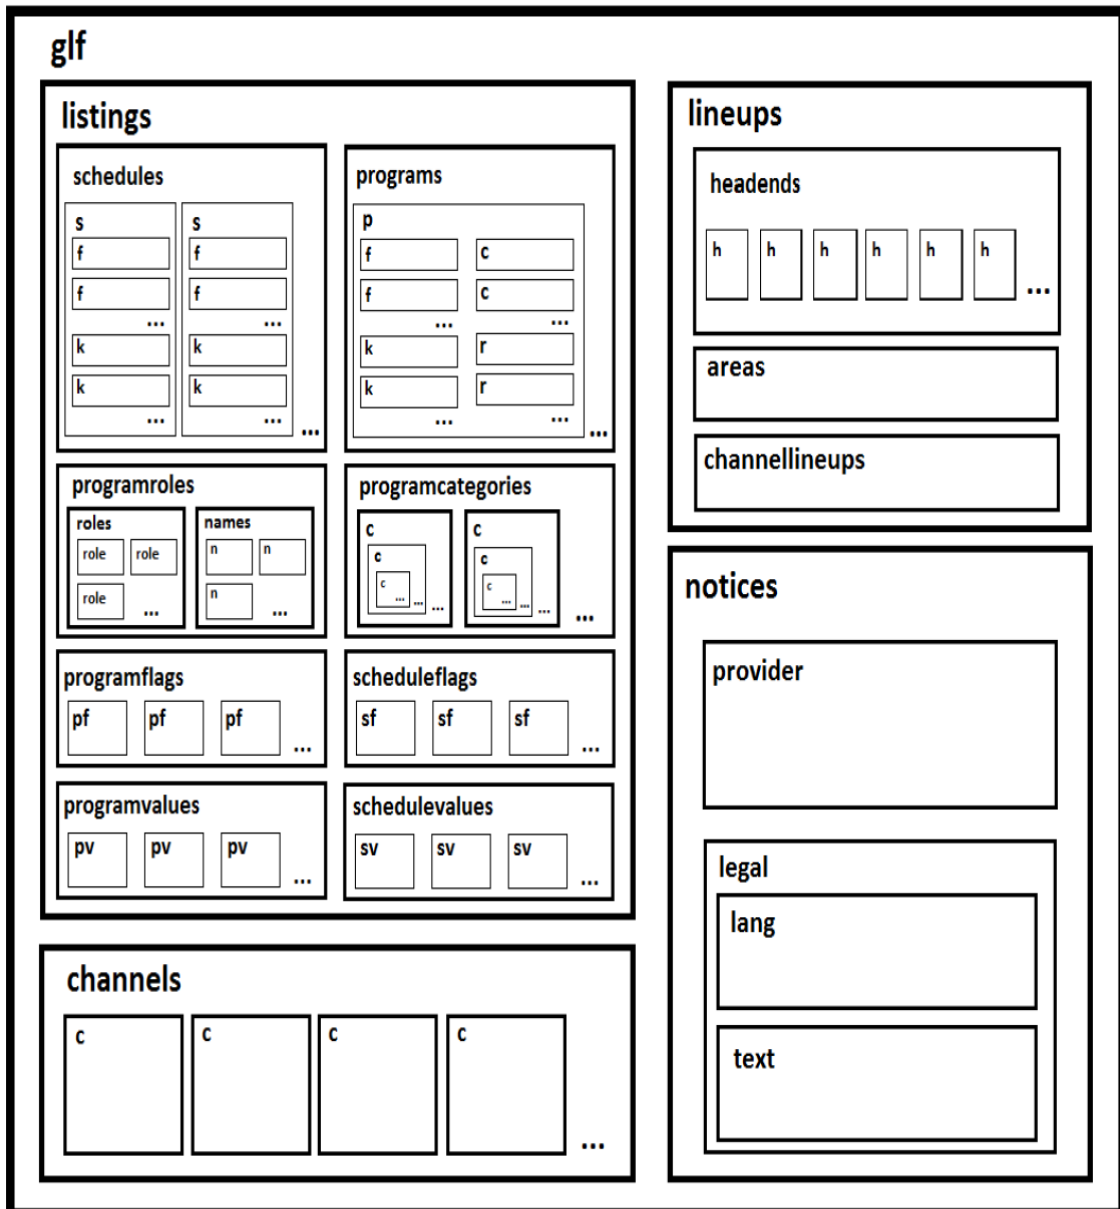 glf
listings
schedules
s
f
f
...
k
k
...
s
f
f
...
k
k
...
...
programs
p
f
f
...
k
k
...
c
c
...
r
r
...
...
programroles
roles
role role
role ...
names
n n
n ...
programcategories
c
c
c
...
...
...
c
c
c
...
...
...
...
programflags
pf pf pf ...
scheduleflags
sf sf sf ...
programvalues
pv pv pv ...
schedulevalues
sv sv sv ...
channels
c c c c ...
lineups
headends
h h h h h h ...
areas
channellineups
notices
provider
legal
lang
text